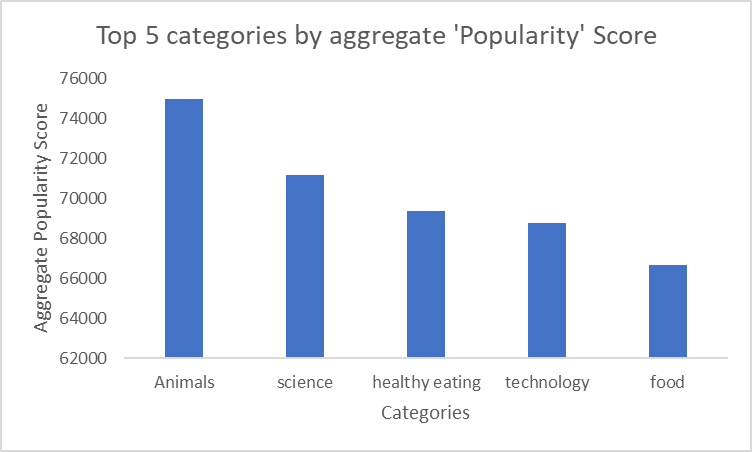 Top 5 categories by aggregate 'Popularity' Score
Aggregate Popularity Score
76000
74000
72000
70000
68000
66000
64000
62000
Animals science healthy eating technology food
Categories